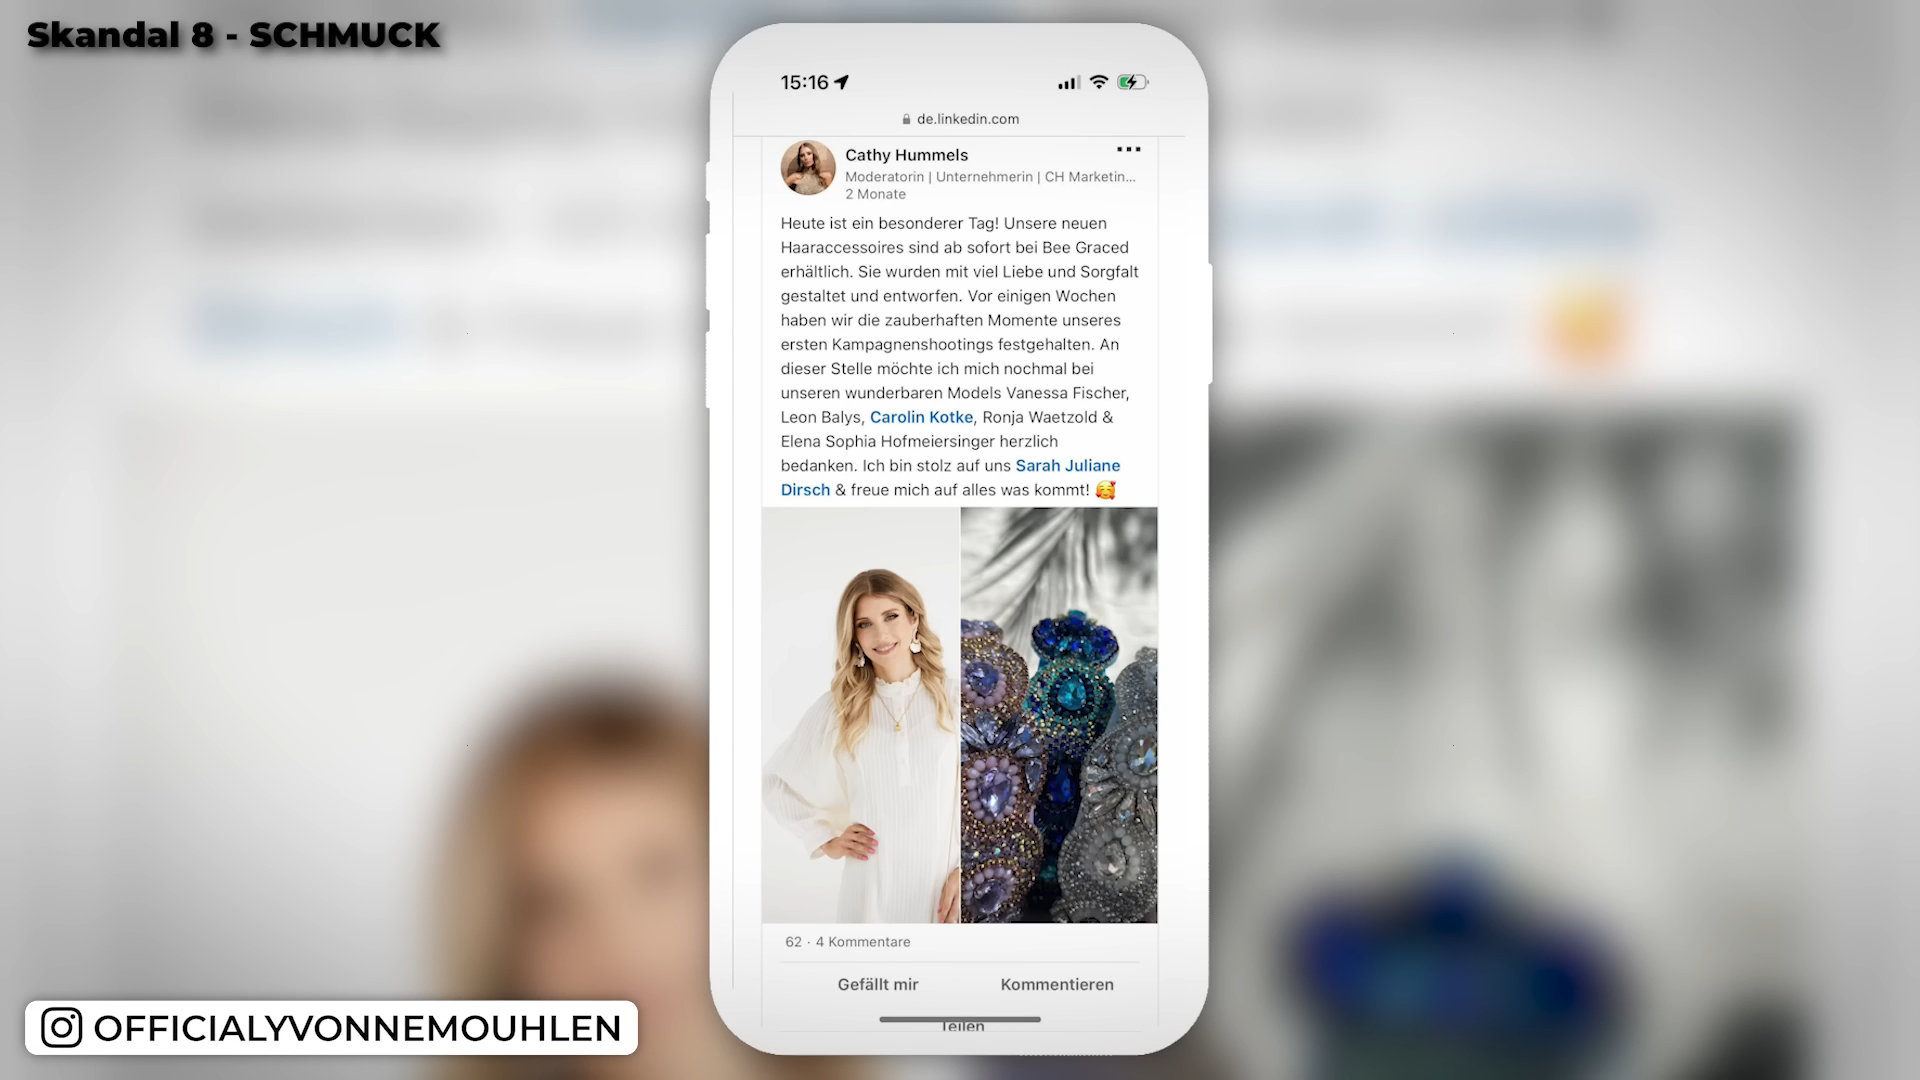 Skandal 8 - SCHMUCK
15:16
de.linkedin.com
Cathy Hummels
Moderatorin | Unternehmerin | CH Marketin...
2 Monate
Heute ist ein besonderer Tag! Unsere neuen
Haaraccessoires sind ab sofort bei Bee Graced
erhältlich. Sie wurden mit viel Liebe und Sorgfalt
gestaltet und entworfen. Vor einigen Wochen
haben wir die zauberhaften Momente unseres
ersten Kampagnenshootings festgehalten. An
dieser Stelle möchte ich mich nochmal bei
unseren wunderbaren Models Vanessa Fischer,
Leon Balys, Carolin Kotke, Ronja Waetzold &
Elena Sophia Hofmeiersinger herzlich
bedanken. Ich bin stolz auf uns Sarah Juliane
Dirsch & freue mich auf alles was kommt! 🥰
62 · 4 Kommentare
Gefällt mir Kommentieren
Teilen
OFFICIALYVONNEMOUHLEN